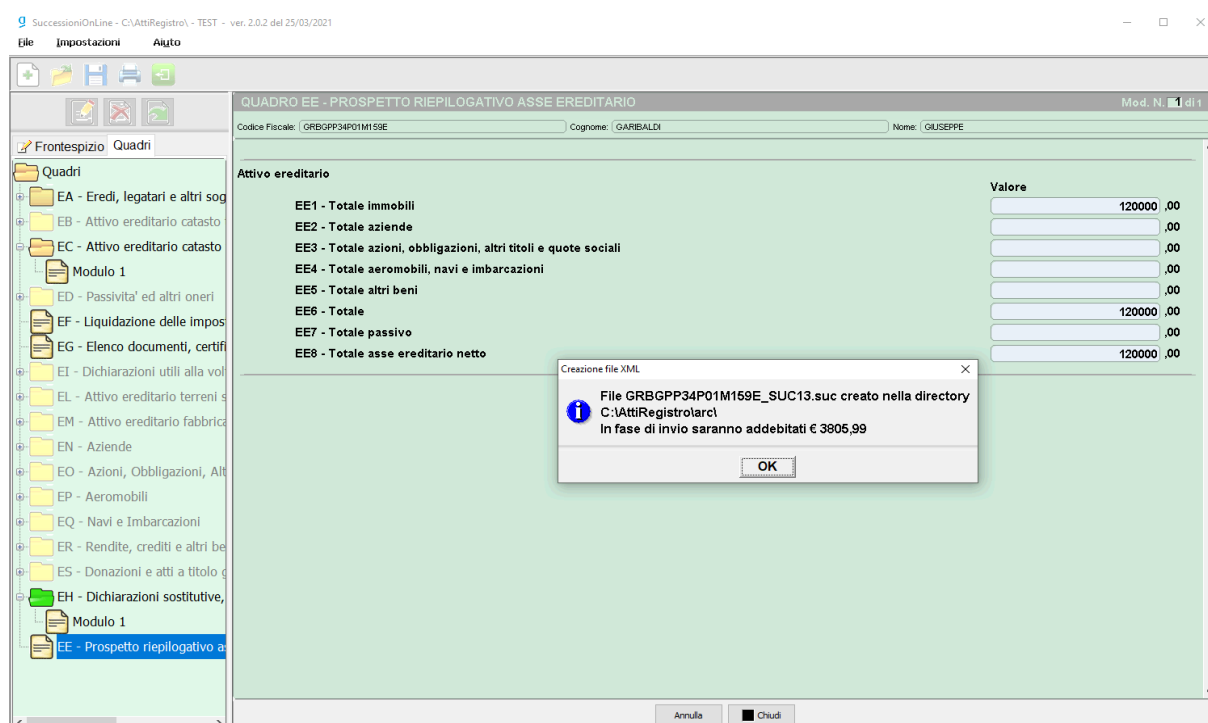 SuccessioniOnLine - C:\AttiRegistro\ - TEST - ver. 2.0.2 del 25/03/2021
File Impostazioni Aiuto
Frontespizio Quadri
Quadri
EA - Eredi, legatari e altri sog
EB - Attivo ereditario catasto
EC - Attivo ereditario catasto
Modulo 1
ED - Passivita' ed altri oneri
EF - Liquidazione delle impos
EG - Elenco documenti, certifi
EI - Dichiarazioni utili alla vol
EL - Attivo ereditario terreni s
EM - Attivo ereditario fabbrica
EN - Aziende
EO - Azioni, Obbligazioni, Alt
EP - Aeromobili
EQ - Navi e Imbarcazioni
ER - Rendite, crediti e altri be
ES - Donazioni e atti a titolo g
EH - Dichiarazioni sostitutive,
Modulo 1
EE - Prospetto riepilogativo as
QUADRO EE - PROSPETTO RIEPILOGATIVO ASSE EREDITARIO Mod. N. 1 di 1
Codice Fiscale: GRBGPP34P01M159E Cognome: GARIBALDI Nome: GIUSEPPE
Attivo ereditario
Valore
EE1 - Totale immobili 120000 ,00
EE2 - Totale aziende ,00
EE3 - Totale azioni, obbligazioni, altri titoli e quote sociali ,00
EE4 - Totale aeromobili, navi e imbarcazioni ,00
EE5 - Totale altri beni ,00
EE6 - Totale 120000 ,00
EE7 - Totale passivo ,00
EE8 - Totale asse ereditario netto 120000 ,00
Creazione file XML
File GRBGPP34P01M159E_SUC13.suc creato nella directory
C:\AttiRegistro\arc\
In fase di invio saranno addebitati € 3805,99
OK
Annulla Chiudi